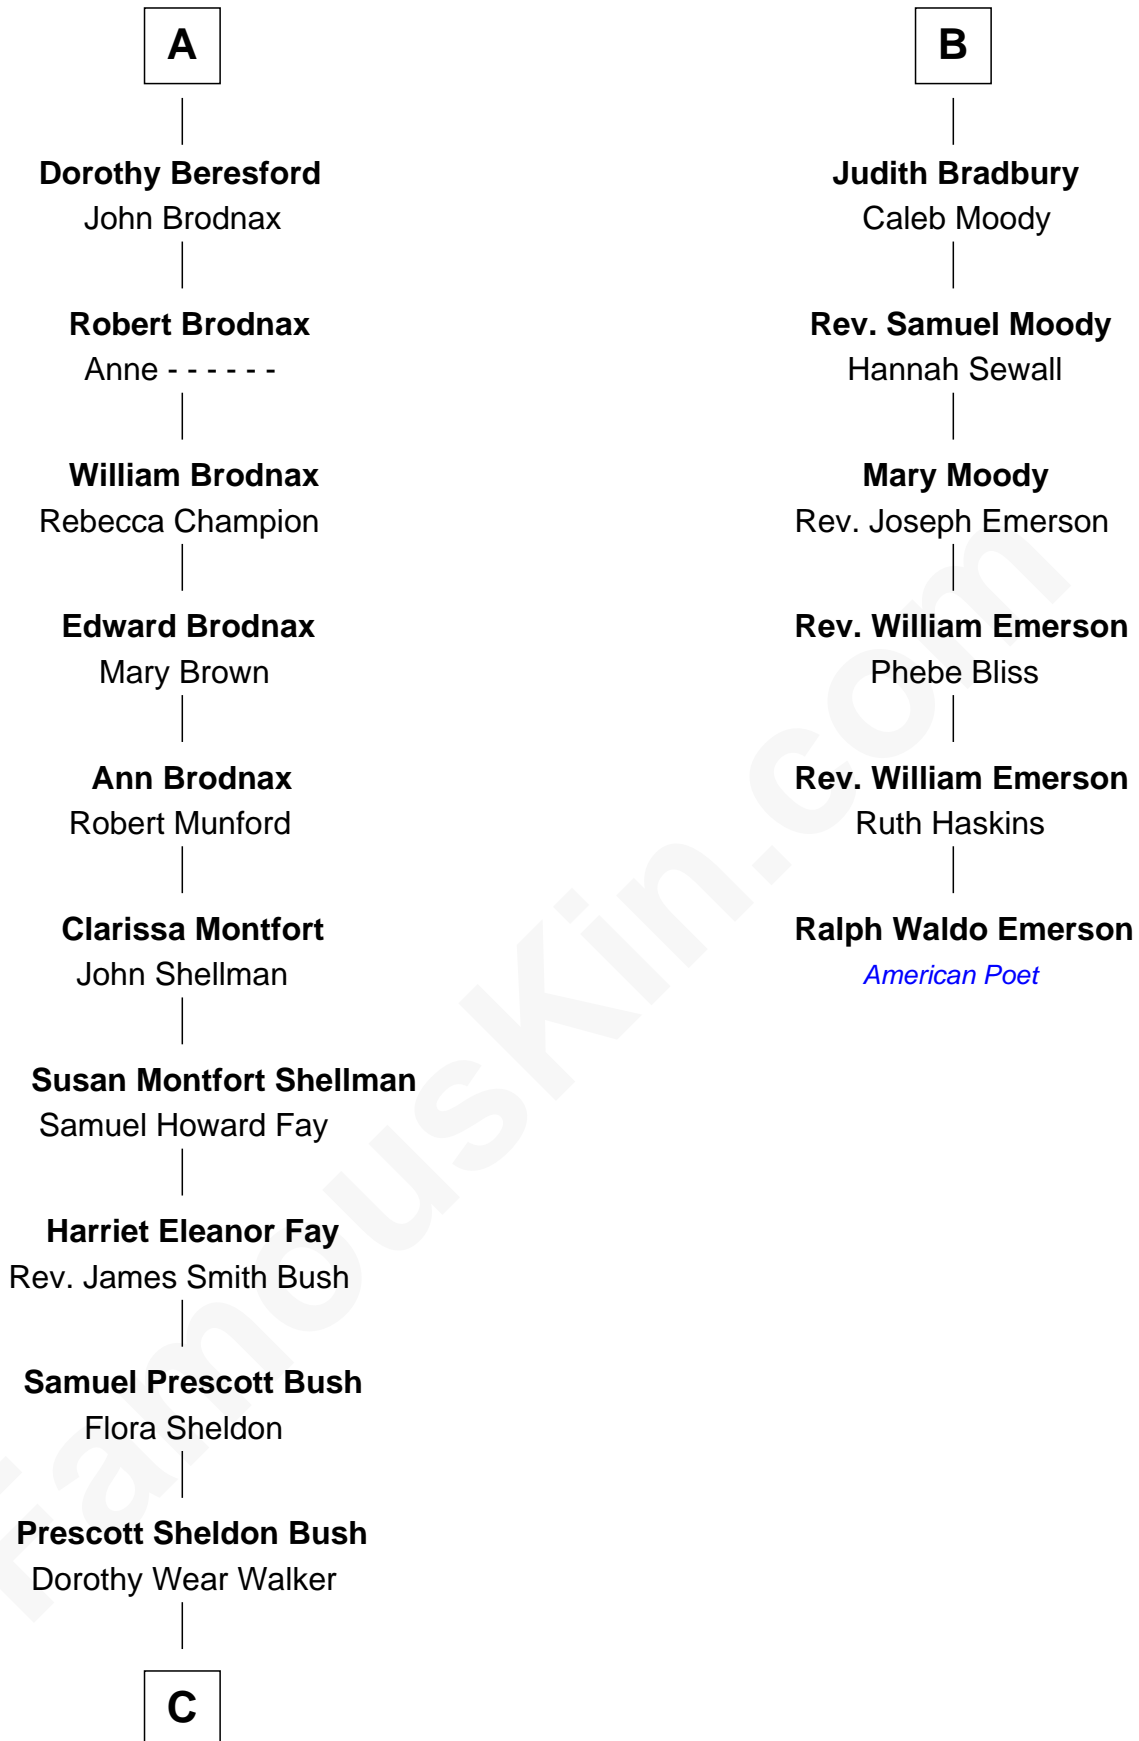 A
Dorothy Beresford
John Brodnax
Robert Brodnax
Anne - - - - - -
William Brodnax
Rebecca Champion
Edward Brodnax
Mary Brown
Ann Brodnax
Robert Munford
Clarissa Montfort
John Shellman
Susan Montfort Shellman
Samuel Howard Fay
Harriet Eleanor Fay
Rev. James Smith Bush
Samuel Prescott Bush
Flora Sheldon
Prescott Sheldon Bush
Dorothy Wear Walker
C
B
Judith Bradbury
Caleb Moody
Rev. Samuel Moody
Hannah Sewall
Mary Moody
Rev. Joseph Emerson
Rev. William Emerson
Phebe Bliss
Rev. William Emerson
Ruth Haskins
Ralph Waldo Emerson
American Poet
FamousKin.com